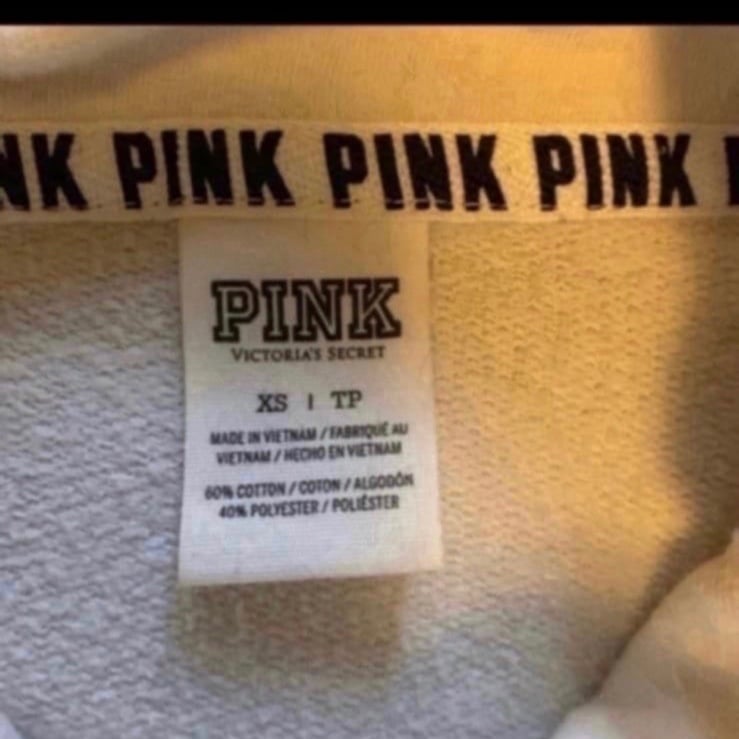 NK PINK PINK PINK
PINK
VICTORIA'S SECRET
XS | TP
MADE IN VIETNAM / FABRIQUÉ AU
VIETNAM / HECHO EN VIETNAM
60% COTTON / COTON / ALGODÓN
40% POLYESTER / POLIÉSTER